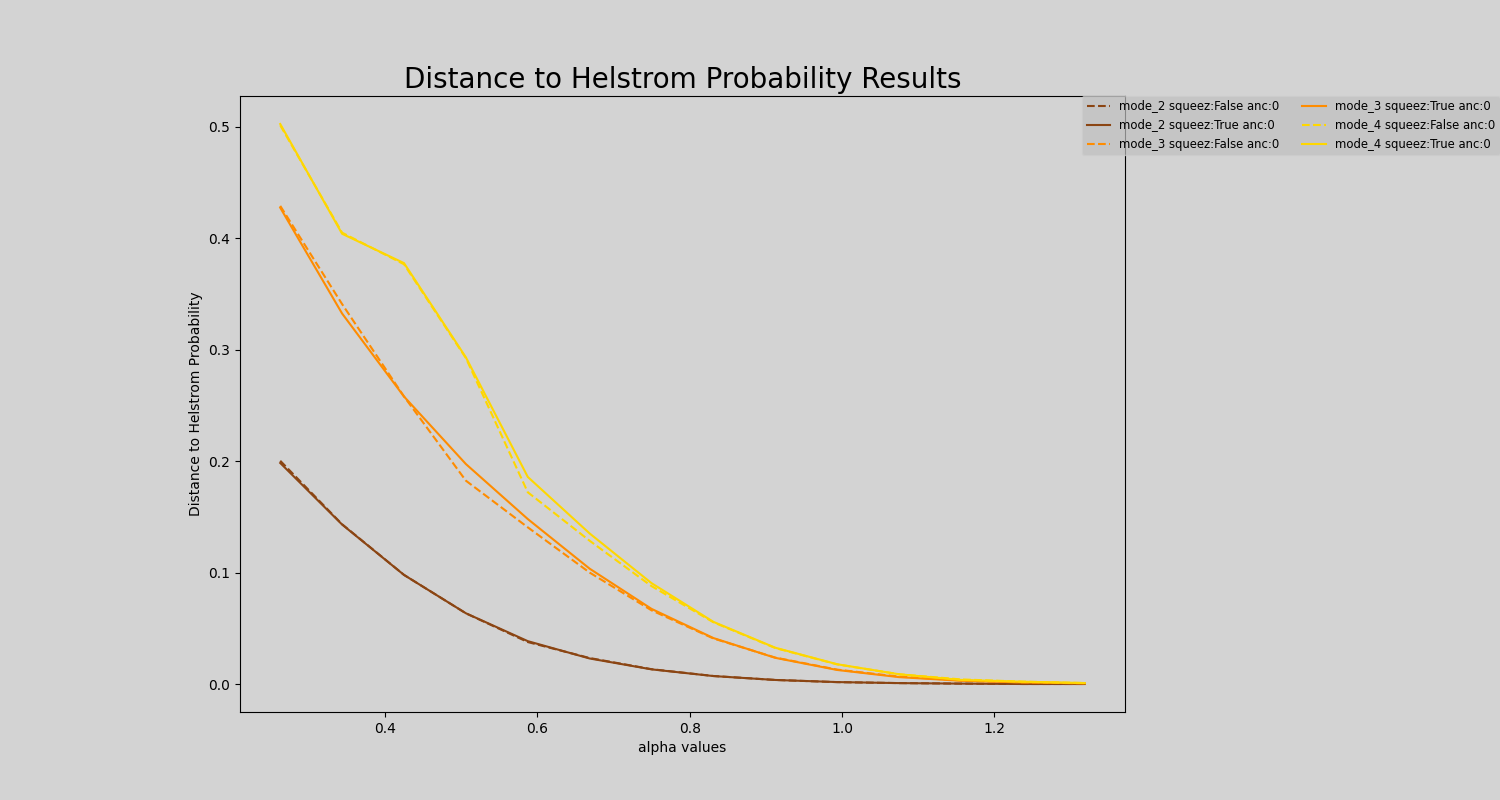 Distance to Helstrom Probability Results
mode_2 squeez:False anc:0
mode_2 squeez:True anc:0
mode_3 squeez:False anc:0
mode_3 squeez:True anc:0
mode_4 squeez:False anc:0
mode_4 squeez:True anc:0
Distance to Helstrom Probability
0.5
0.4
0.3
0.2
0.1
0.0
0.4
0.6
0.8
1.0
1.2
alpha values